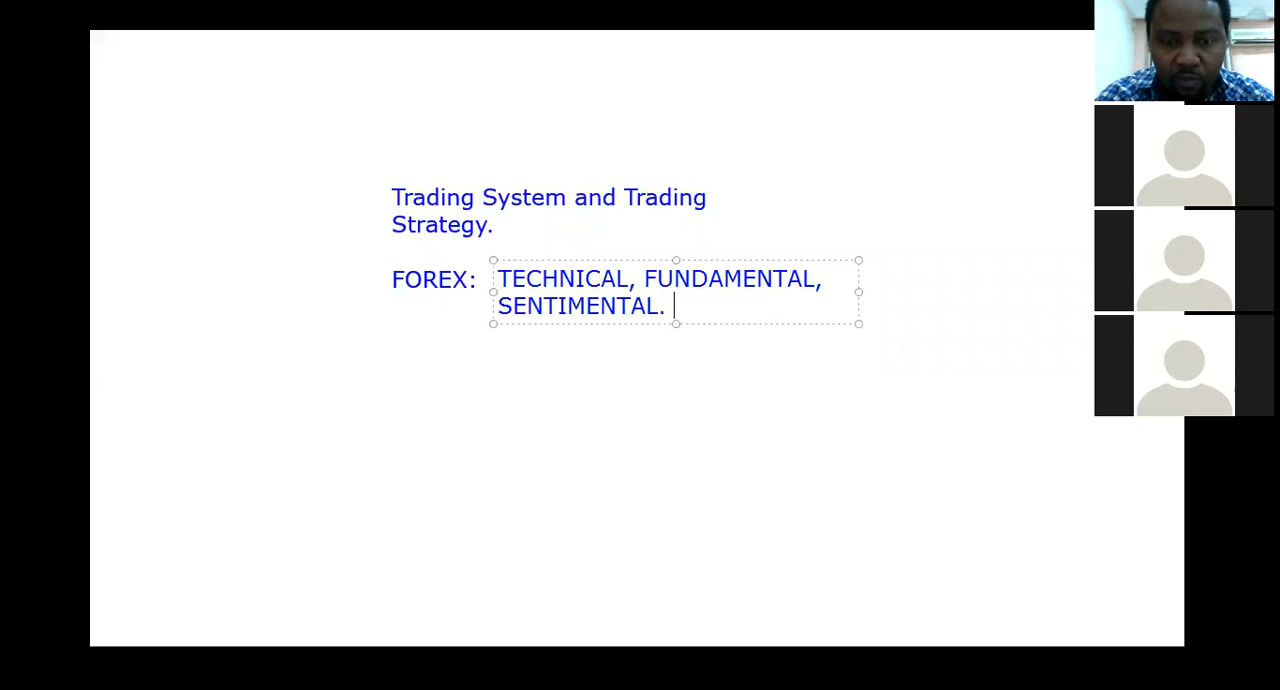 Trading System and Trading
Strategy.
FOREX: TECHNICAL, FUNDAMENTAL,
SENTIMENTAL.